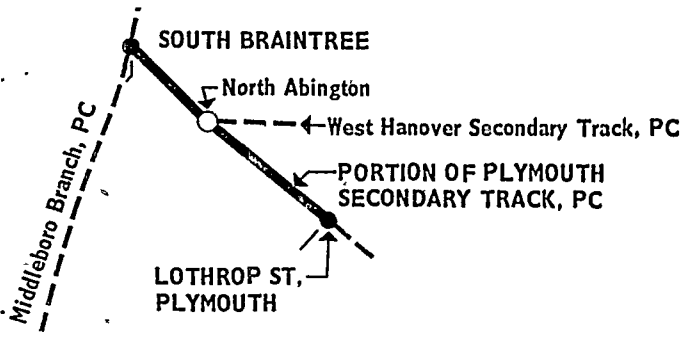 SOUTH BRAINTREE
North Abington
West Hanover Secondary Track, PC
PORTION OF PLYMOUTH
SECONDARY TRACK, PC
Middleboro Branch, PC
LOTHROP ST,
PLYMOUTH